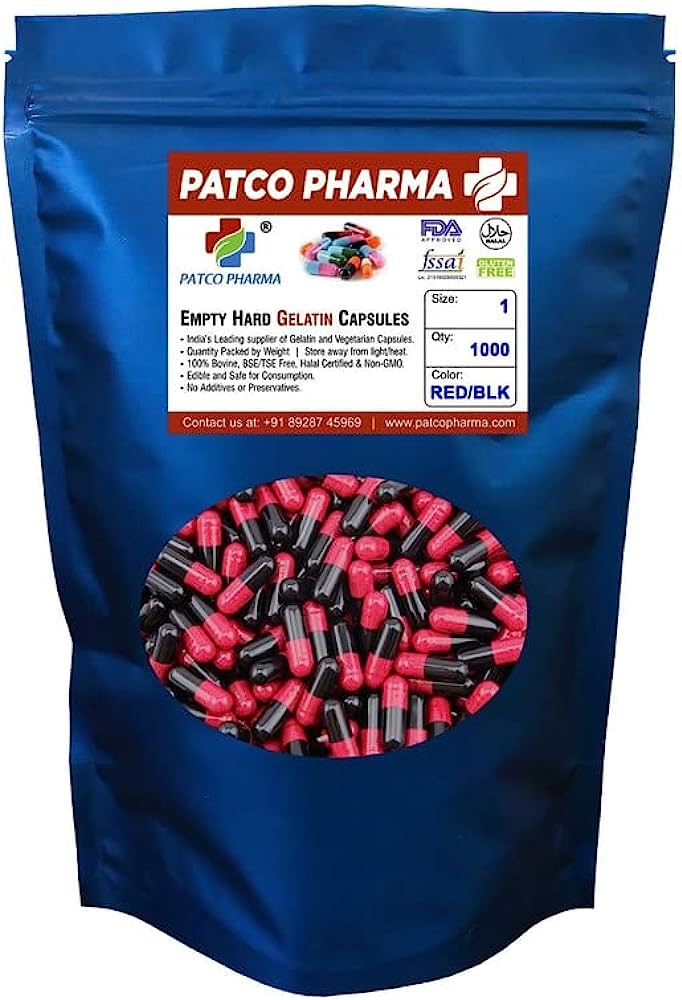 PATCO PHARMA
®
PATCO PHARMA
FDA
APPROVED
حلال
HALAL
fssai
GLUTEN
FREE
EMPTY HARD GELATIN CAPSULES
• India's Leading supplier of Gelatin and Vegetarian Capsules.
• Quantity Packed by Weight | Store away from light/heat.
• 100% Bovine, BSE/TSE Free, Halal Certified & Non-GMO.
• Edible and Safe for Consumption.
• No Additives or Preservatives.
Size: 1
Qty: 1000
Color:
RED/BLK
Contact us at: +91 89287 45969 | www.patcopharma.com